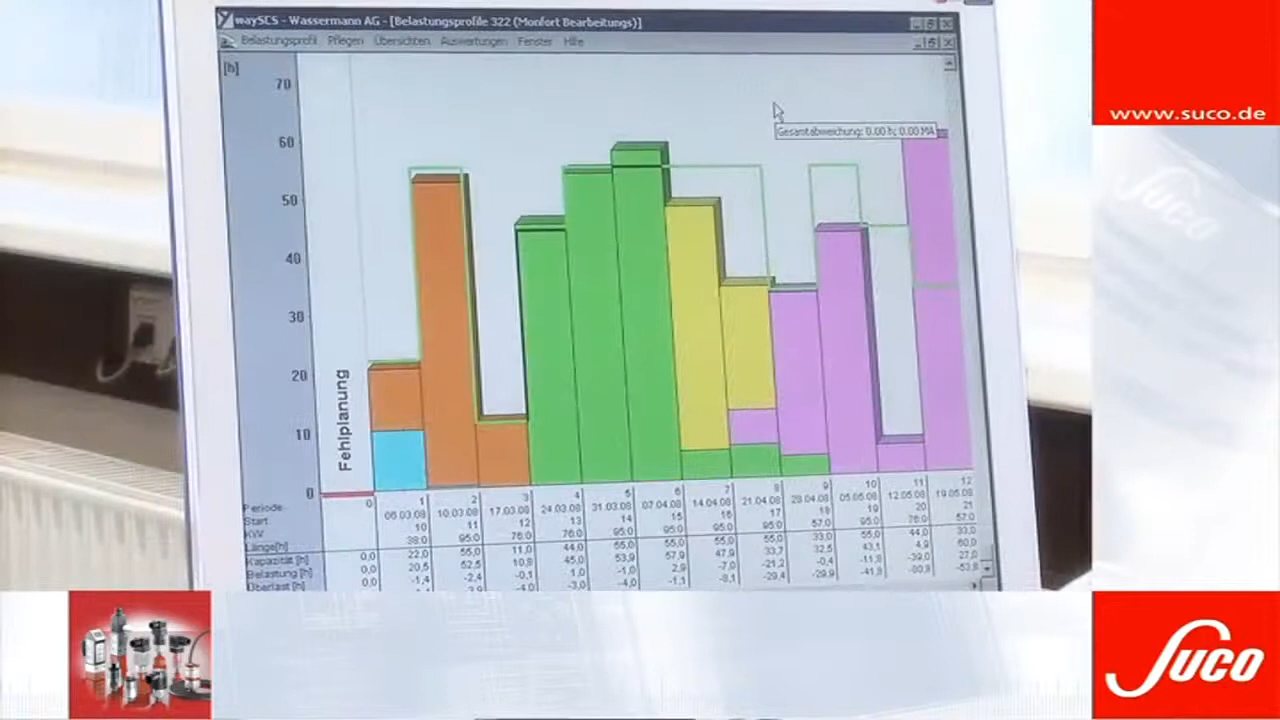 waySCS - Wassermann AG - [Belastungsprofile 322 (Monfort Bearbeitungs)]
Belastungsprofil Pflegen Übersichten Auswertungen Fenster Hilfe
www.suco.de
[h]
70
60
50
40
30
20
10
0
Gesamtabweichung: 0.00 h; 0.00 MA
Fehlplanung
Periode 0 1 2 3 4 5 6 7 8 9 10 11 12
Start 06.03.08 10.03.08 17.03.08 24.03.08 31.03.08 07.04.08 14.04.08 21.04.08 28.04.08 05.05.08 12.05.08 19.05.08
KW 10 11 12 13 14 15 16 17 18 19 20 21
Länge[h] 38.0 95.0 76.0 76.0 95.0 95.0 95.0 95.0 57.0 95.0 76.0 57.0
Kapazität [h] 0,0 22,0 55,0 11,0 44,0 55,0 55,0 55,0 55,0 33,0 55,0 44,0 33,0
Belastung [h] 0,0 20,5 52,5 10,8 45,0 53,9 57,9 47,9 33,7 32,5 43,1 4,9 60,0
Überlast [h] 0,0 -1,4 -2,4 -0,1 1,0 -1,0 2,9 -7,0 -21,2 -0,4 -11,8 -39,0 27,0
Suco
Suco